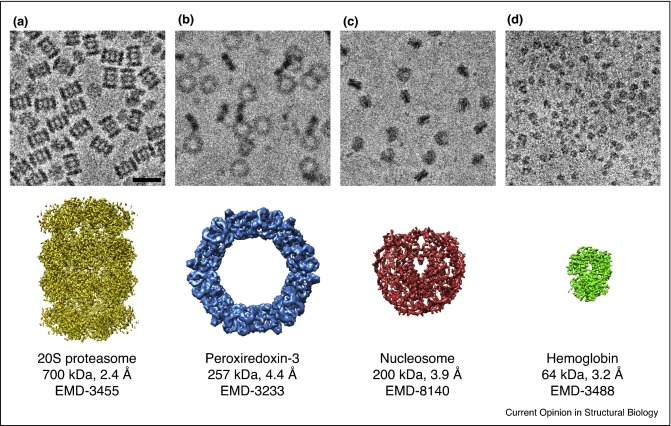 (a)
(b)
(c)
(d)
20S proteasome
700 kDa, 2.4 Å
EMD-3455
Peroxiredoxin-3
257 kDa, 4.4 Å
EMD-3233
Nucleosome
200 kDa, 3.9 Å
EMD-8140
Hemoglobin
64 kDa, 3.2 Å
EMD-3488
Current Opinion in Structural Biology